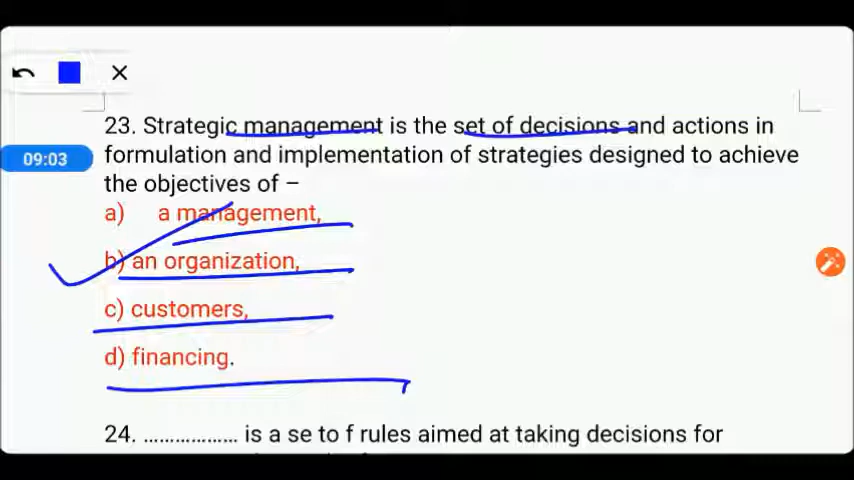 23. Strategic management is the set of decisions and actions in
09:03
formulation and implementation of strategies designed to achieve
the objectives of –
a) a management,
b) an organization,
c) customers,
d) financing.
24. .................. is a se to f rules aimed at taking decisions for